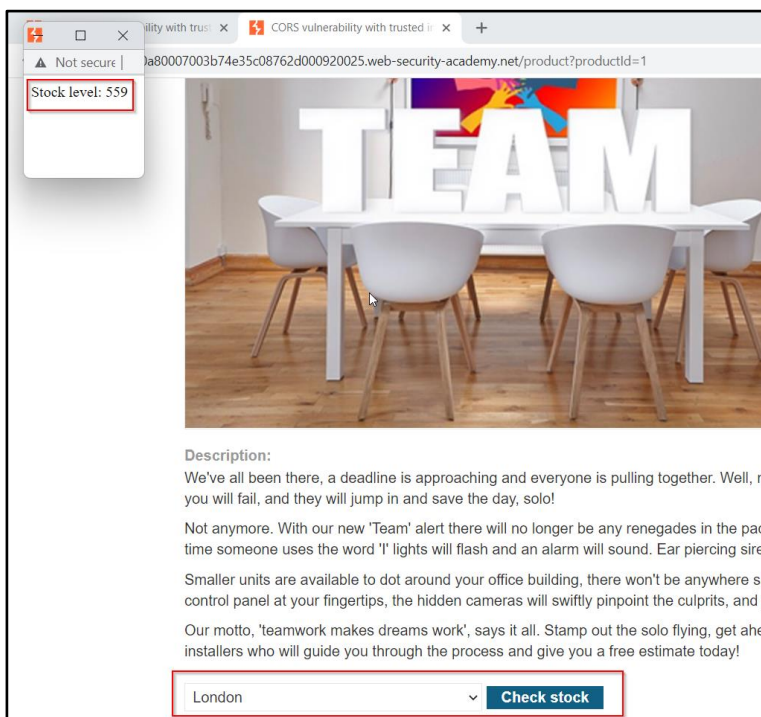 CORS vulnerability with trusted in
Not secure
0a80007003b74e35c08762d000920025.web-security-academy.net/product?productId=1
Stock level: 559
TEAM
Description:
We've all been there, a deadline is approaching and everyone is pulling together. Well,
you will fail, and they will jump in and save the day, solo!
Not anymore. With our new 'Team' alert there will no longer be any renegades in the
time someone uses the word 'I' lights will flash and an alarm will sound. Ear piercing
Smaller units are available to dot around your office building, there won't be anywhere
control panel at your fingertips, the hidden cameras will swiftly pinpoint the culprits, and
Our motto, 'teamwork makes dreams work', says it all. Stamp out the solo flying, get
installers who will guide you through the process and give you a free estimate today!
London
Check stock